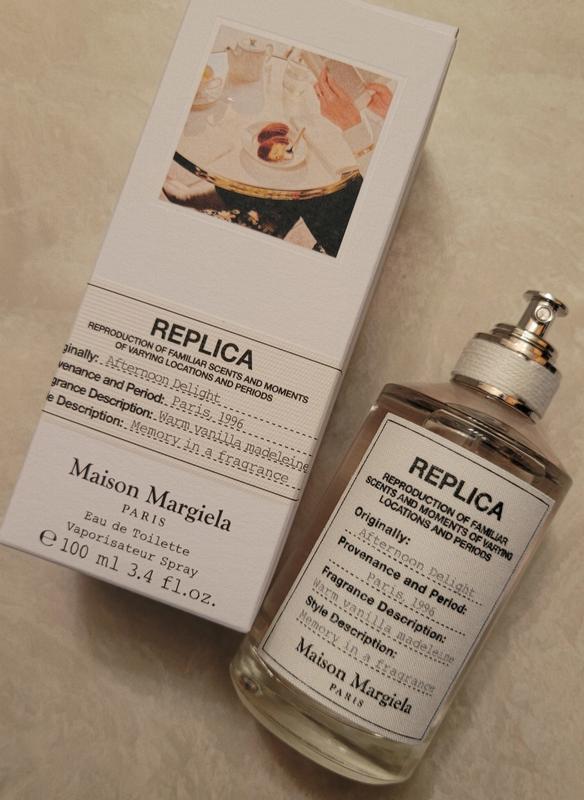 REPLICA
REPRODUCTION OF FAMILIAR SCENTS AND MOMENTS
OF VARYING LOCATIONS AND PERIODS
ginally: Afternoon Delight
venance and Period: Paris, 1996
grance Description: Warm vanilla madeleine
e Description: Memory in a fragrance
Maison Margiela
PARIS
Eau de Toilette
Vaporisateur Spray
℮ 100 ml 3.4 fl.oz.
REPLICA
REPRODUCTION OF FAMILIAR
SCENTS AND MOMENTS OF VARYING
LOCATIONS AND PERIODS
Originally:
Afternoon Delight
Provenance and Period:
Paris, 1996
Fragrance Description:
Warm vanilla madeleine
Style Description:
Memory in a fragrance
Maison Margiela
PARIS